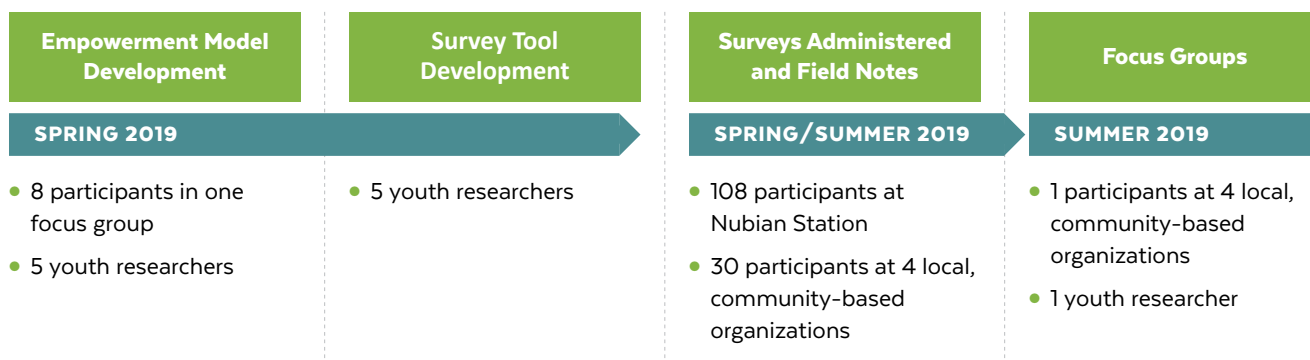 Empowerment Model
Development
Survey Tool
Development
Surveys Administered
and Field Notes
Focus Groups
SPRING 2019
SPRING/SUMMER 2019
SUMMER 2019
• 8 participants in one
focus group
• 5 youth researchers
• 5 youth researchers
• 108 participants at
Nubian Station
• 30 participants at 4 local,
community-based
organizations
• 1 participants at 4 local,
community-based
organizations
• 1 youth researcher